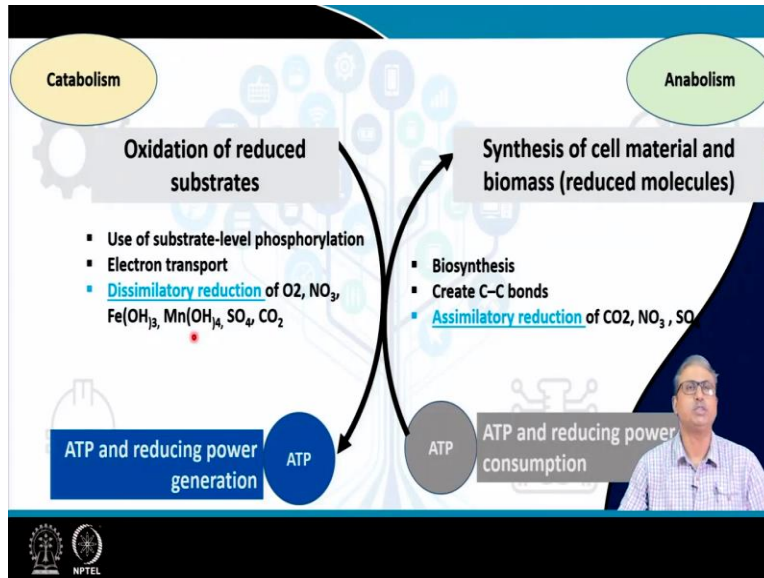 Catabolism
Anabolism
Oxidation of reduced
substrates
Synthesis of cell material and
biomass (reduced molecules)
▪ Use of substrate-level phosphorylation
▪ Electron transport
▪ Dissimilatory reduction of O2, NO₃,
Fe(OH)₃, Mn(OH)₄, SO₄, CO₂
▪ Biosynthesis
▪ Create C–C bonds
▪ Assimilatory reduction of CO2, NO₃ , SO
ATP and reducing power
generation
ATP
ATP
ATP and reducing power
consumption
NPTEL